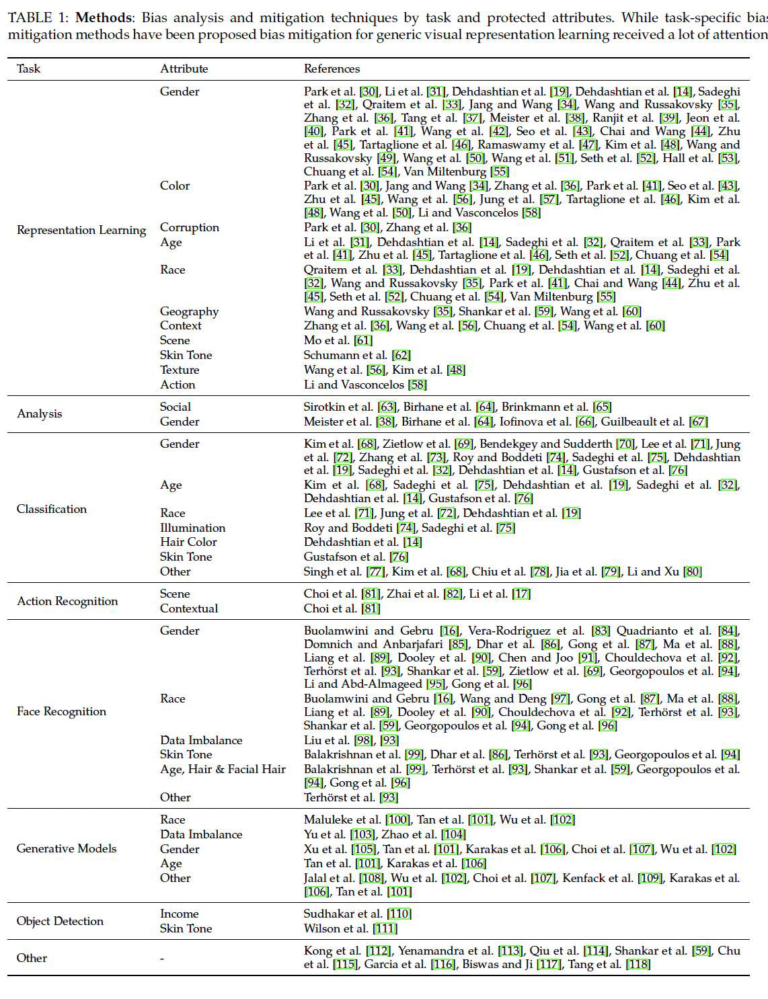 TABLE 1: Methods: Bias analysis and mitigation techniques by task and protected attributes. While task-specific bias
mitigation methods have been proposed bias mitigation for generic visual representation learning received a lot of attention
Task Attribute References
Representation Learning
Gender Park et al. [30], Li et al. [31], Dehdashtian et al. [19], Dehdashtian et al. [14], Sadeghi
et al. [32], Qraitem et al. [33], Jang and Wang [34], Wang and Russakovsky [35],
Zhang et al. [36], Tang et al. [37], Meister et al. [38], Ranjit et al. [39], Jeon et al.
[40], Park et al. [41], Wang et al. [42], Seo et al. [43], Chai and Wang [44], Zhu
et al. [45], Tartaglione et al. [46], Ramaswamy et al. [47], Kim et al. [48], Wang and
Russakovsky [49], Wang et al. [50], Wang et al. [51], Seth et al. [52], Hall et al. [53],
Chuang et al. [54], Van Miltenburg [55]
Color Park et al. [30], Jang and Wang [34], Zhang et al. [36], Park et al. [41], Seo et al. [43],
Zhu et al. [45], Wang et al. [56], Jung et al. [57], Tartaglione et al. [46], Kim et al.
[48], Wang et al. [50], Li and Vasconcelos [58]
Corruption Park et al. [30], Zhang et al. [36]
Age Li et al. [31], Dehdashtian et al. [14], Sadeghi et al. [32], Qraitem et al. [33], Park
et al. [41], Zhu et al. [45], Tartaglione et al. [46], Seth et al. [52], Chuang et al. [54]
Race Qraitem et al. [33], Dehdashtian et al. [19], Dehdashtian et al. [14], Sadeghi et al.
[32], Wang and Russakovsky [35], Park et al. [41], Chai and Wang [44], Zhu et al.
[45], Seth et al. [52], Chuang et al. [54], Van Miltenburg [55]
Geography Wang and Russakovsky [35], Shankar et al. [59], Wang et al. [60]
Context Zhang et al. [36], Wang et al. [56], Chuang et al. [54], Wang et al. [60]
Scene Mo et al. [61]
Skin Tone Schumann et al. [62]
Texture Wang et al. [56], Kim et al. [48]
Action Li and Vasconcelos [58]
Analysis
Social Sirotkin et al. [63], Birhane et al. [64], Brinkmann et al. [65]
Gender Meister et al. [38], Birhane et al. [64], Iofinova et al. [66], Guilbeault et al. [67]
Classification
Gender Kim et al. [68], Zietlow et al. [69], Bendekgey and Sudderth [70], Lee et al. [71], Jung
et al. [72], Zhang et al. [73], Roy and Boddeti [74], Sadeghi et al. [75], Dehdashtian
et al. [19], Sadeghi et al. [32], Dehdashtian et al. [14], Gustafson et al. [76]
Age Kim et al. [68], Sadeghi et al. [75], Dehdashtian et al. [19], Sadeghi et al. [32],
Dehdashtian et al. [14], Gustafson et al. [76]
Race Lee et al. [71], Jung et al. [72], Dehdashtian et al. [19]
Illumination Roy and Boddeti [74], Sadeghi et al. [75]
Hair Color Dehdashtian et al. [14]
Skin Tone Gustafson et al. [76]
Other Singh et al. [77], Kim et al. [68], Chiu et al. [78], Jia et al. [79], Li and Xu [80]
Action Recognition
Scene Choi et al. [81], Zhai et al. [82], Li et al. [17]
Contextual Choi et al. [81]
Face Recognition
Gender Buolamwini and Gebru [16], Vera-Rodriguez et al. [83] Quadrianto et al. [84],
Domnich and Anbarjafari [85], Dhar et al. [86], Gong et al. [87], Ma et al. [88],
Liang et al. [89], Dooley et al. [90], Chen and Joo [91], Chouldechova et al. [92],
Terhörst et al. [93], Shankar et al. [59], Zietlow et al. [69], Georgopoulos et al. [94],
Li and Abd-Almageed [95], Gong et al. [96]
Race Buolamwini and Gebru [16], Wang and Deng [97], Gong et al. [87], Ma et al. [88],
Liang et al. [89], Dooley et al. [90], Chouldechova et al. [92], Terhörst et al. [93],
Shankar et al. [59], Georgopoulos et al. [94], Gong et al. [96]
Data Imbalance Liu et al. [98], [93]
Skin Tone Balakrishnan et al. [99], Dhar et al. [86], Terhörst et al. [93], Georgopoulos et al. [94]
Age, Hair & Facial Hair Balakrishnan et al. [99], Terhörst et al. [93], Shankar et al. [59], Georgopoulos et al.
[94], Gong et al. [96]
Other Terhörst et al. [93]
Generative Models
Race Maluleke et al. [100], Tan et al. [101], Wu et al. [102]
Data Imbalance Yu et al. [103], Zhao et al. [104]
Gender Xu et al. [105], Tan et al. [101], Karakas et al. [106], Choi et al. [107], Wu et al. [102]
Age Tan et al. [101], Karakas et al. [106]
Other Jalal et al. [108], Wu et al. [102], Choi et al. [107], Kenfack et al. [109], Karakas et al.
[106], Tan et al. [101]
Object Detection
Income Sudhakar et al. [110]
Skin Tone Wilson et al. [111]
Other
- Kong et al. [112], Yenamandra et al. [113], Qiu et al. [114], Shankar et al. [59], Chu
et al. [115], Garcia et al. [116], Biswas and Ji [117], Tang et al. [118]